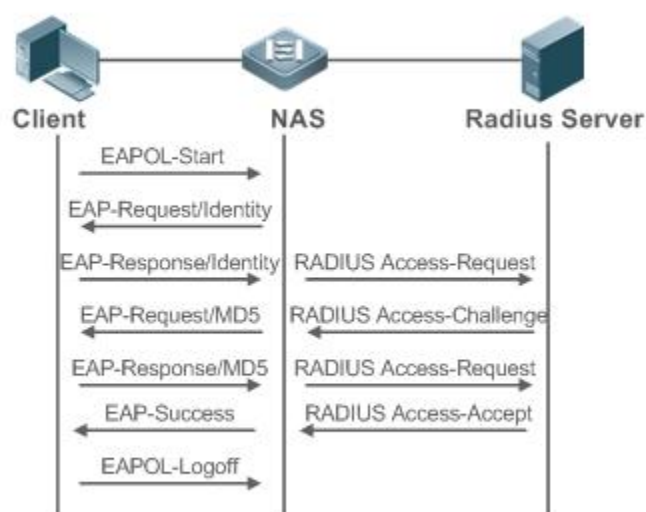 Client NAS Radius Server
EAPOL-Start
EAP-Request/Identity
EAP-Response/Identity RADIUS Access-Request
EAP-Request/MD5 RADIUS Access-Challenge
EAP-Response/MD5 RADIUS Access-Request
EAP-Success RADIUS Access-Accept
EAPOL-Logoff